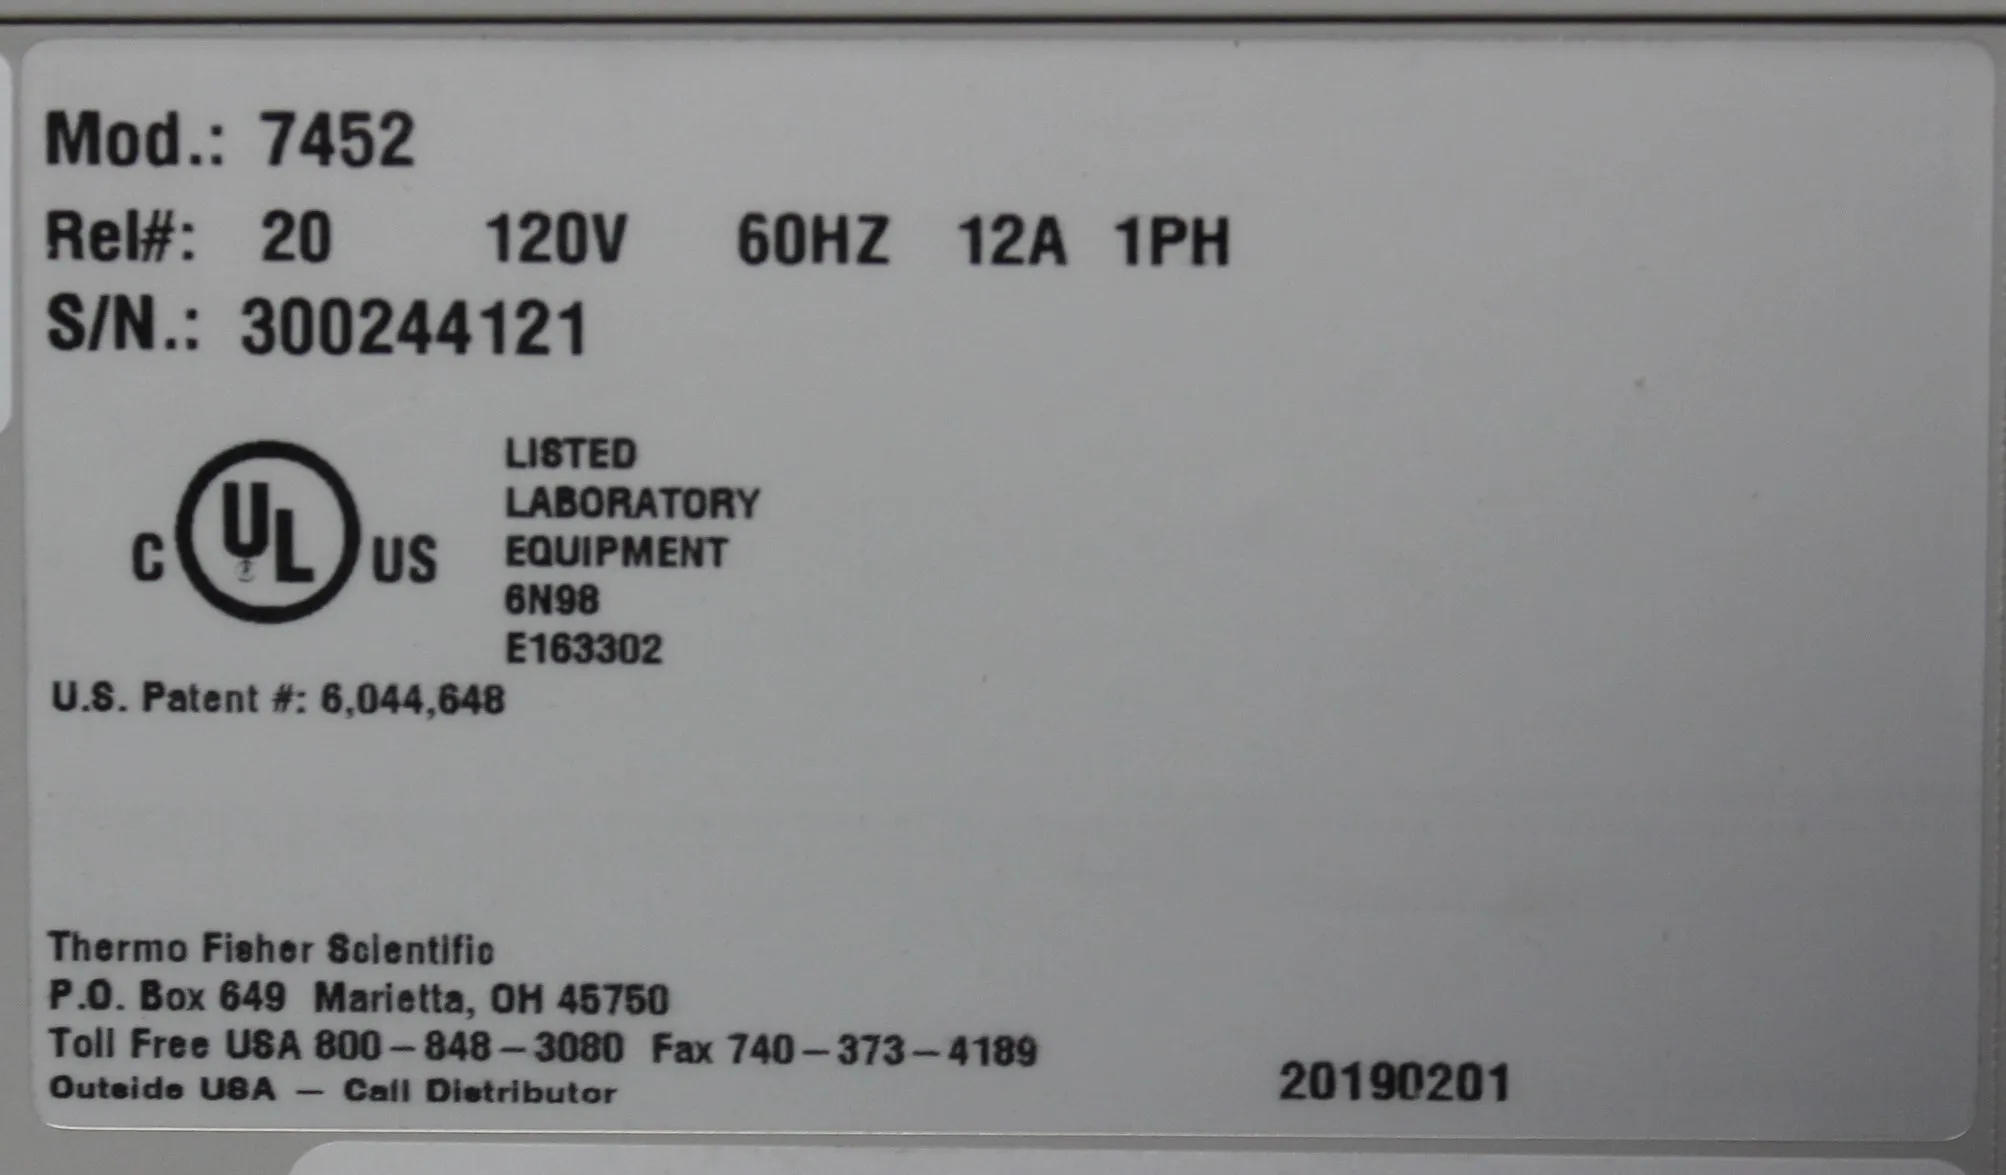 Mod.: 7452
Rel#: 20 120V 60HZ 12A 1PH
S/N.: 300244121
C UL US
LISTED
LABORATORY
EQUIPMENT
6N98
E163302
U.S. Patent #: 6,044,648
Thermo Fisher Scientific
P.O. Box 649 Marietta, OH 45750
Toll Free USA 800-848-3080 Fax 740-373-4189
Outside USA - Call Distributor
20190201